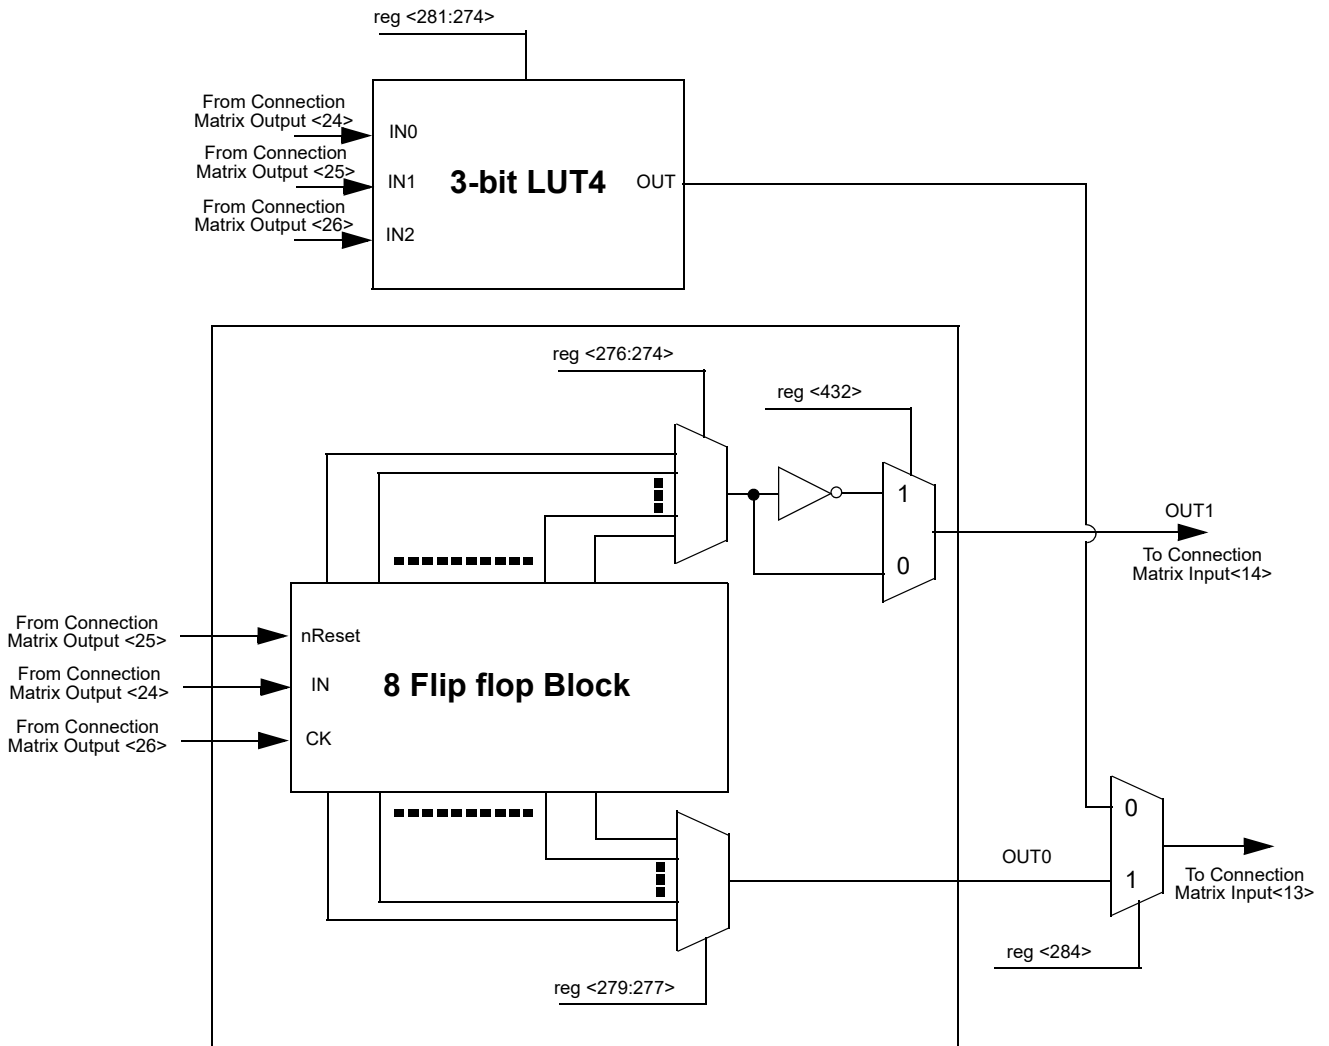 reg <281:274>
From Connection
Matrix Output <24>
IN0
From Connection
Matrix Output <25>
IN1
3-bit LUT4
OUT
From Connection
Matrix Output <26>
IN2
reg <276:274>
reg <432>
1
OUT1
To Connection
Matrix Input<14>
0
From Connection
Matrix Output <25>
nReset
From Connection
Matrix Output <24>
IN
8 Flip flop Block
From Connection
Matrix Output <26>
CK
0
OUT0
1
To Connection
Matrix Input<13>
reg <284>
reg <279:277>